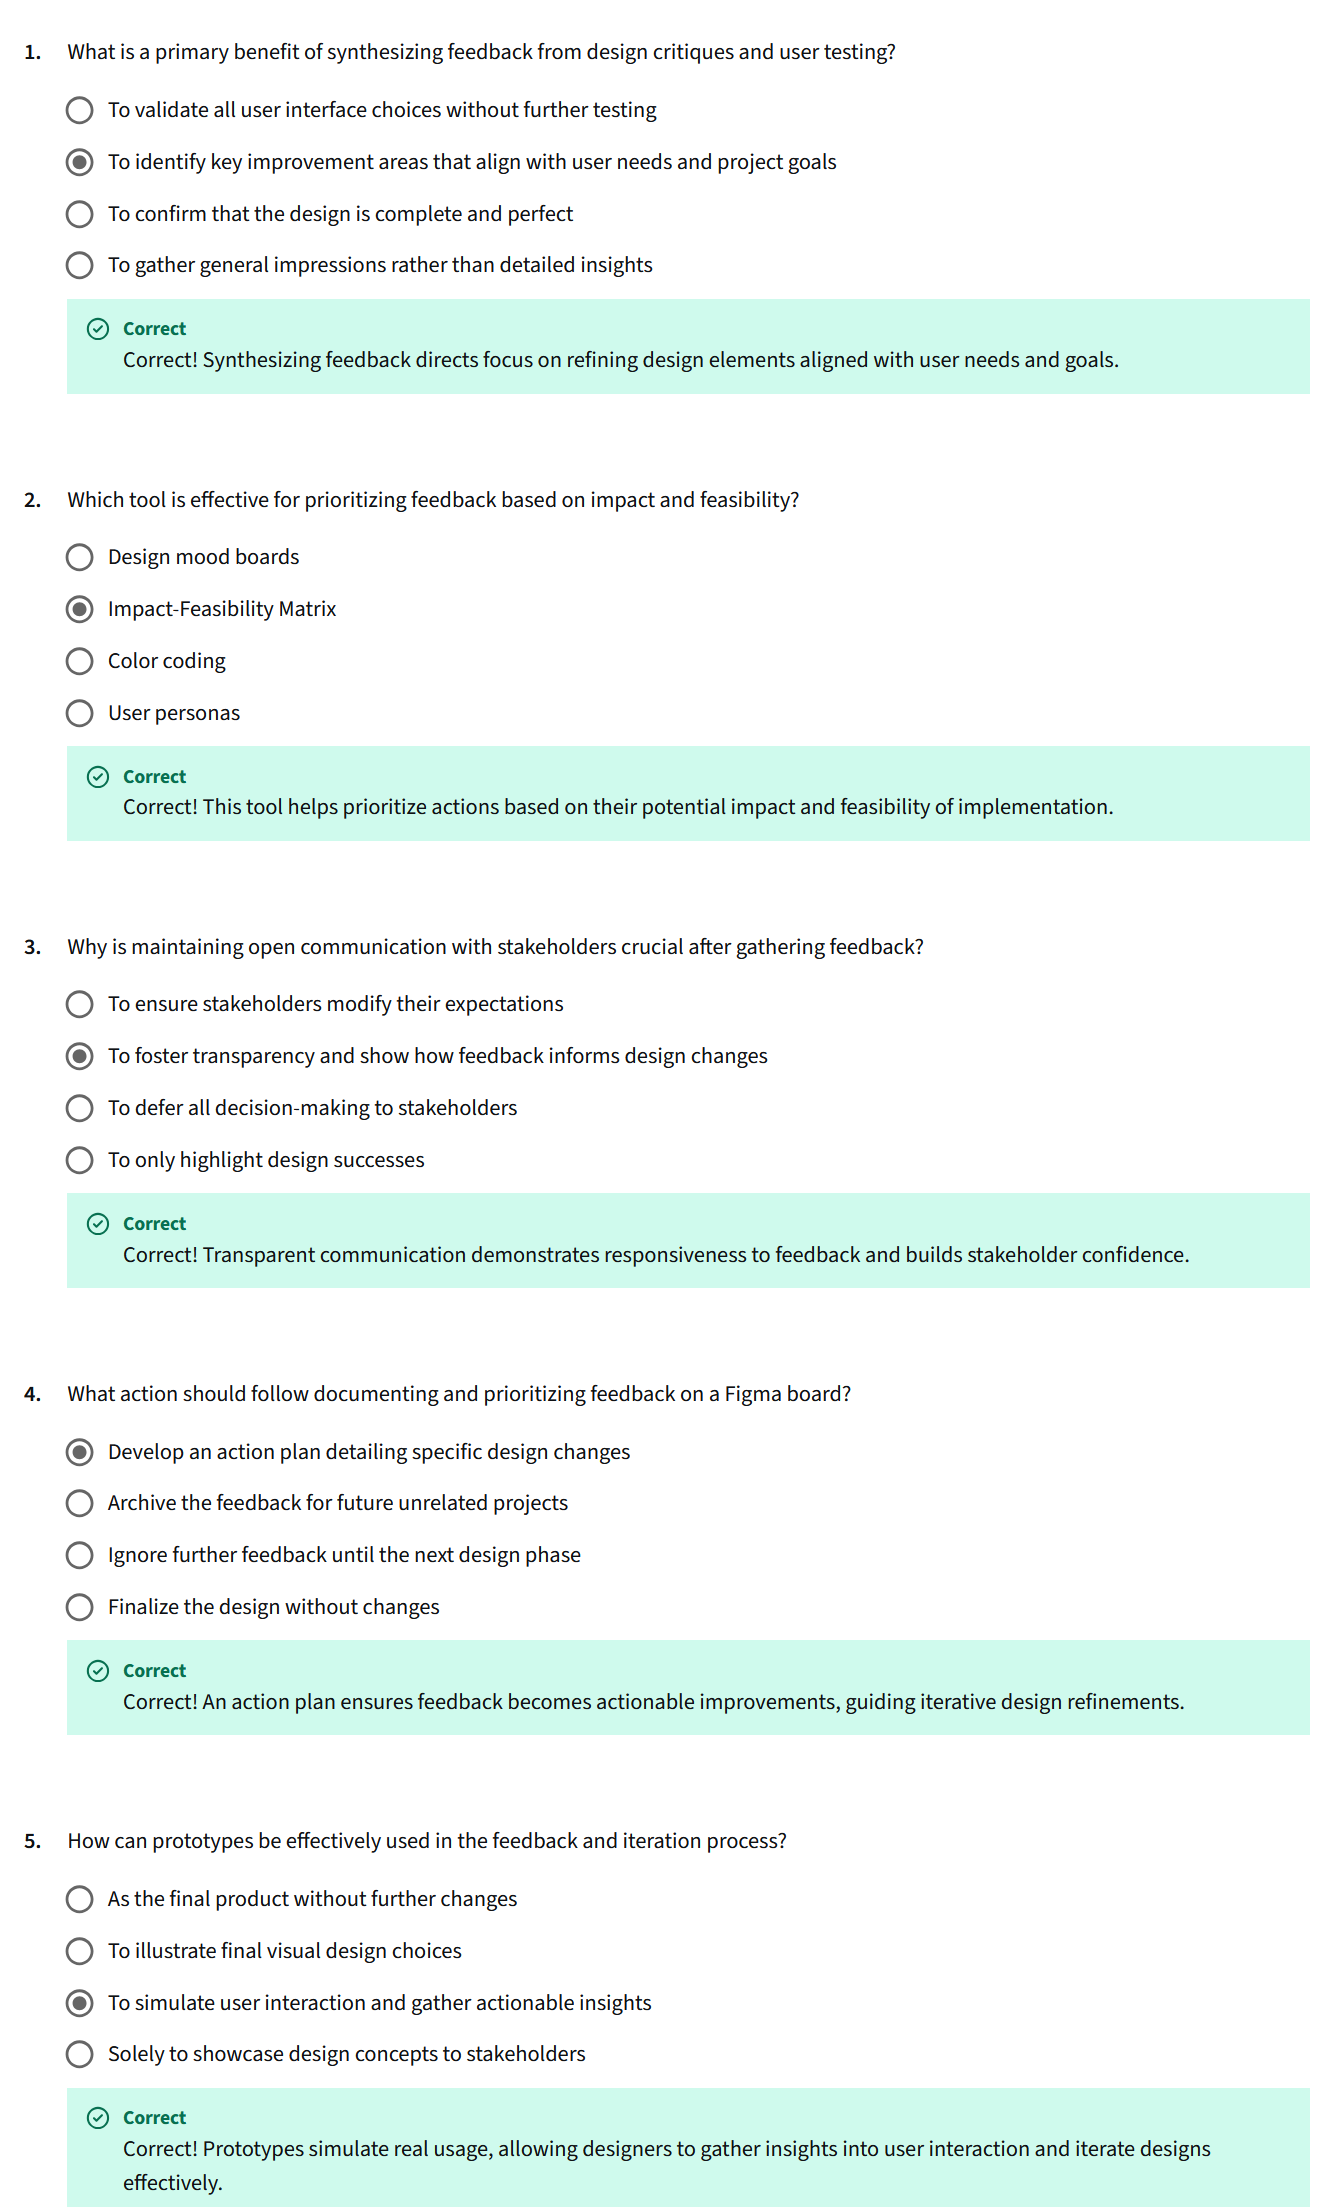 1. What is a primary benefit of synthesizing feedback from design critiques and user testing?
To validate all user interface choices without further testing
To identify key improvement areas that align with user needs and project goals
To confirm that the design is complete and perfect
To gather general impressions rather than detailed insights
Correct
Correct! Synthesizing feedback directs focus on refining design elements aligned with user needs and goals.
2. Which tool is effective for prioritizing feedback based on impact and feasibility?
Design mood boards
Impact-Feasibility Matrix
Color coding
User personas
Correct
Correct! This tool helps prioritize actions based on their potential impact and feasibility of implementation.
3. Why is maintaining open communication with stakeholders crucial after gathering feedback?
To ensure stakeholders modify their expectations
To foster transparency and show how feedback informs design changes
To defer all decision-making to stakeholders
To only highlight design successes
Correct
Correct! Transparent communication demonstrates responsiveness to feedback and builds stakeholder confidence.
4. What action should follow documenting and prioritizing feedback on a Figma board?
Develop an action plan detailing specific design changes
Archive the feedback for future unrelated projects
Ignore further feedback until the next design phase
Finalize the design without changes
Correct
Correct! An action plan ensures feedback becomes actionable improvements, guiding iterative design refinements.
5. How can prototypes be effectively used in the feedback and iteration process?
As the final product without further changes
To illustrate final visual design choices
To simulate user interaction and gather actionable insights
Solely to showcase design concepts to stakeholders
Correct
Correct! Prototypes simulate real usage, allowing designers to gather insights into user interaction and iterate designs
effectively.